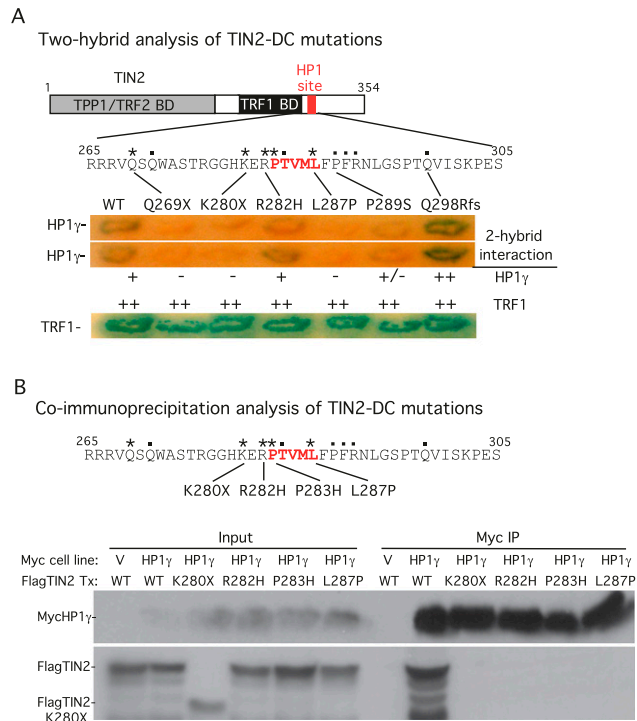 A
Two-hybrid analysis of TIN2-DC mutations
TIN2
HP1
site
1
354
TPP1/TRF2 BD
TRF1 BD
265
305
* ▪ * ** ▪ * ▪ ▪ ▪ ▪
RRRVQSQWASTRGGHKERPTVMLFPFRNLGSPTQVISKPES
WT Q269X K280X R282H L287P P289S Q298Rfs
HP1γ-
HP1γ-
2-hybrid
interaction
+ - - + - +/- ++ HP1γ
++ ++ ++ ++ ++ ++ ++ TRF1
TRF1-
B
Co-immunoprecipitation analysis of TIN2-DC mutations
265
305
* ▪ * ** ▪ * ▪ ▪ ▪ ▪
RRRVQSQWASTRGGHKERPTVMLFPFRNLGSPTQVISKPES
K280X R282H P283H L287P
Input Myc IP
Myc cell line: V HP1γ HP1γ HP1γ HP1γ HP1γ V HP1γ HP1γ HP1γ HP1γ HP1γ
FlagTIN2 Tx: WT WT K280X R282H P283H L287P WT WT K280X R282H P283H L287P
MycHP1γ-
FlagTIN2-
FlagTIN2-
K280X